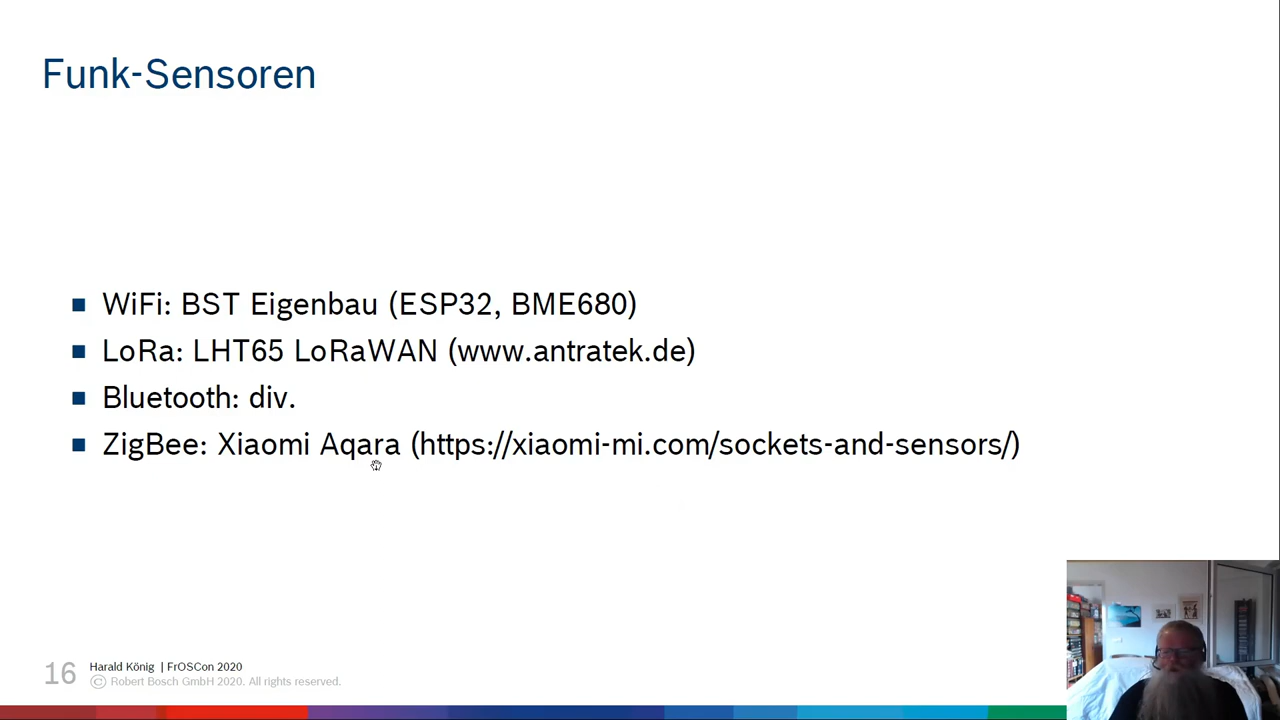 Funk-Sensoren
WiFi: BST Eigenbau (ESP32, BME680)
LoRa: LHT65 LoRaWAN (www.antratek.de)
Bluetooth: div.
ZigBee: Xiaomi Aqara (https://xiaomi-mi.com/sockets-and-sensors/)
16
Harald König | FrOSCon 2020
© Robert Bosch GmbH 2020. All rights reserved.